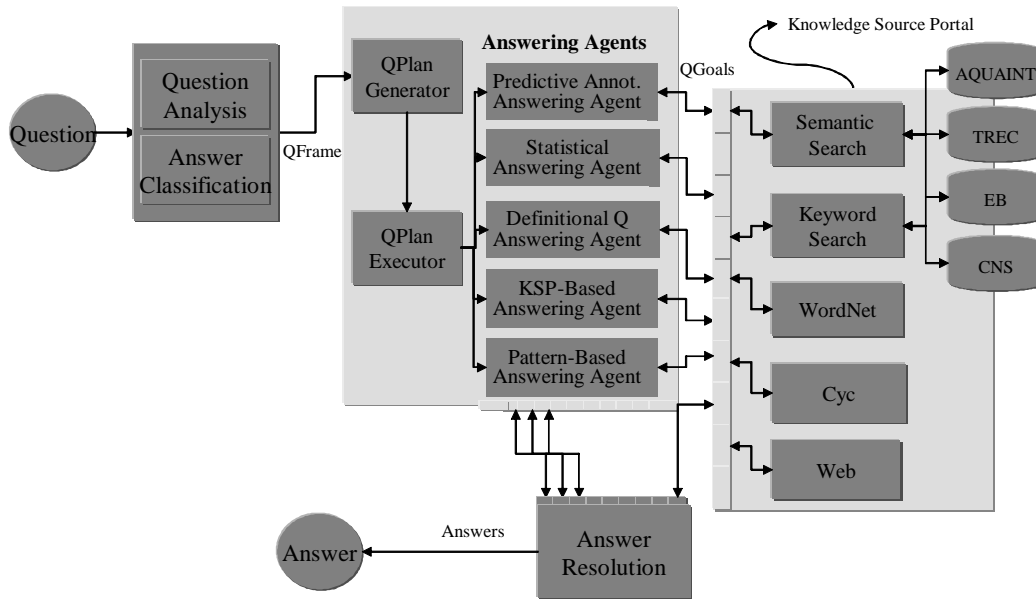 Knowledge Source Portal
Answering Agents
QGoals
Question
Question
Analysis
Answer
Classification
QFrame
QPlan
Generator
QPlan
Executor
Predictive Annot.
Answering Agent
Statistical
Answering Agent
Definitional Q
Answering Agent
KSP-Based
Answering Agent
Pattern-Based
Answering Agent
Semantic
Search
Keyword
Search
WordNet
Cyc
Web
AQUAINT
TREC
EB
CNS
Answer
Answers
Answer
Resolution